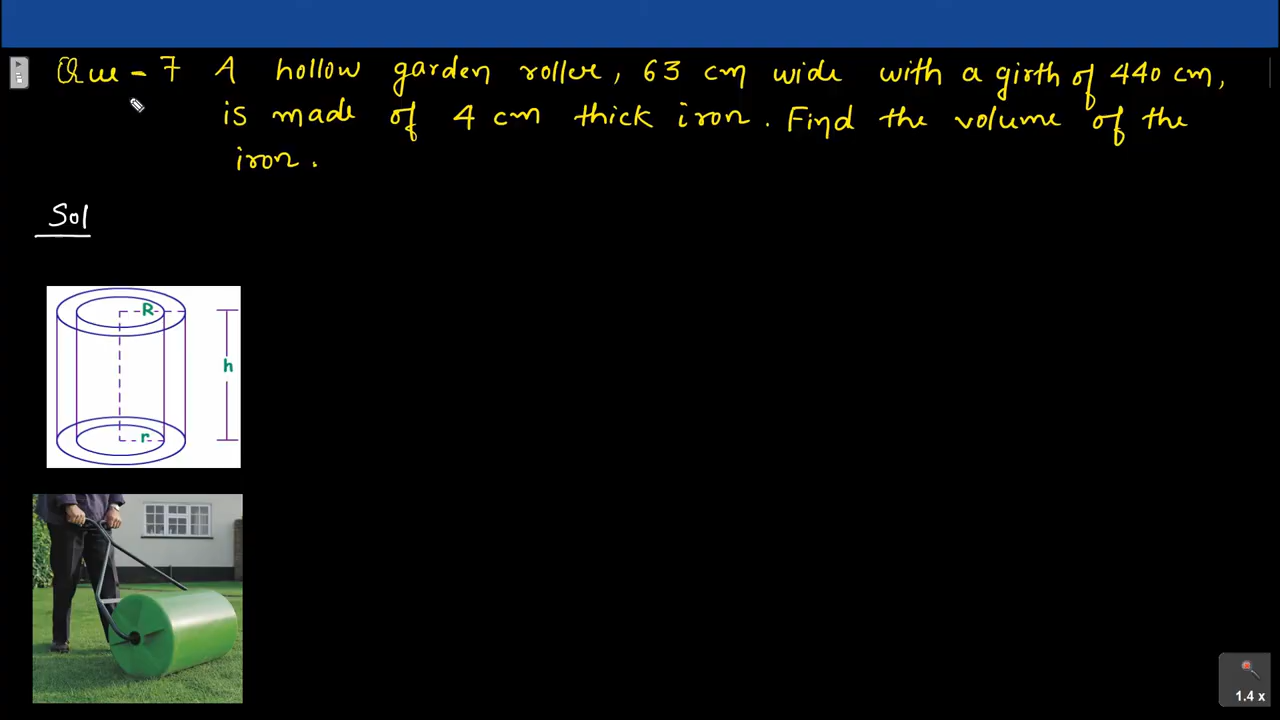 Que - 7 A hollow garden roller, 63 cm wide with a girth of 440 cm,
is made of 4 cm thick iron. Find the volume of the
iron.
Sol
R
h
r
1.4 x